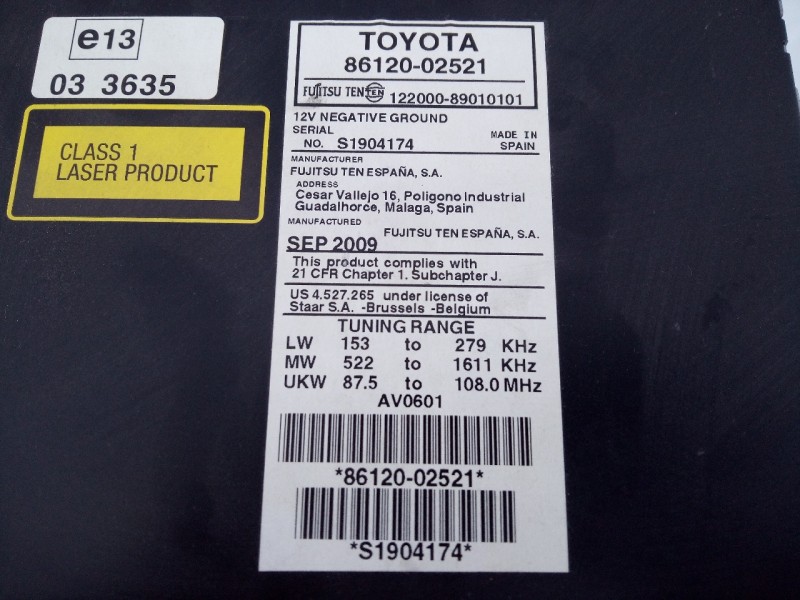 e13
03 3635
CLASS 1
LASER PRODUCT
TOYOTA
86120-02521
FUJITSU TEN TEN 122000-89010101
12V NEGATIVE GROUND
SERIAL
NO. S1904174
MADE IN
SPAIN
MANUFACTURER
FUJITSU TEN ESPAÑA, S.A.
ADDRESS
Cesar Vallejo 16, Poligono Industrial
Guadalhorce, Malaga, Spain
MANUFACTURED
FUJITSU TEN ESPAÑA, S.A.
SEP 2009
This product complies with
21 CFR Chapter 1. Subchapter J.
US 4.527.265 under license of
Staar S.A. -Brussels -Belgium
TUNING RANGE
LW 153 to 279 KHz
MW 522 to 1611 KHz
UKW 87.5 to 108.0 MHz
AV0601
*86120-02521*
*S1904174*